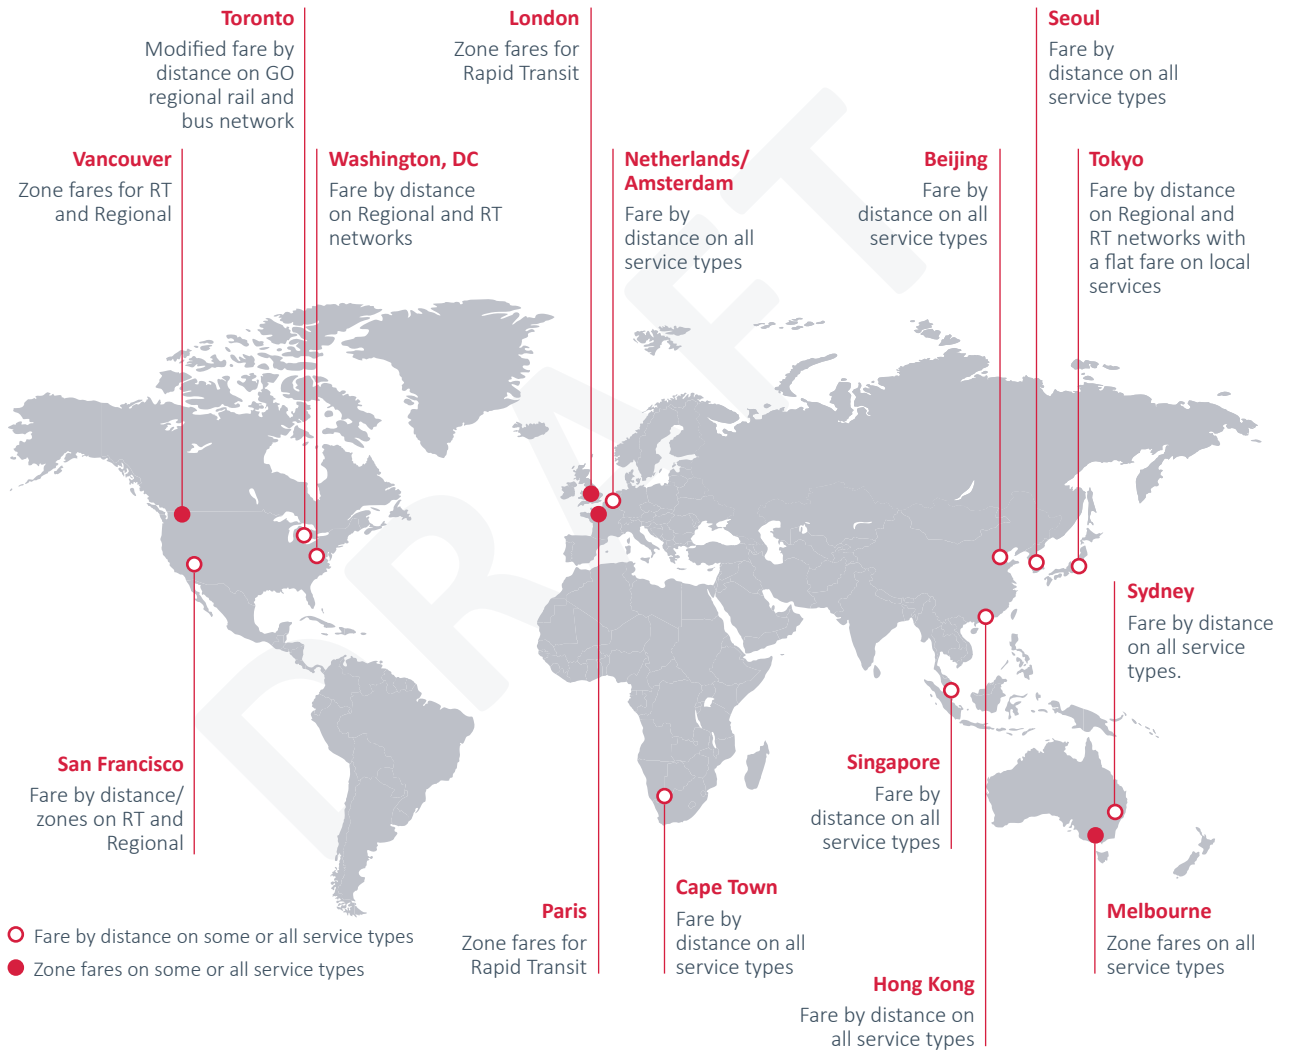 Toronto
Modified fare by
distance on GO
regional rail and
bus network
London
Zone fares for
Rapid Transit
Seoul
Fare by
distance on all
service types
Vancouver
Zone fares for RT
and Regional
Washington, DC
Fare by distance
on Regional and RT
networks
Netherlands/
Amsterdam
Fare by
distance on all
service types
Beijing
Fare by
distance on all
service types
Tokyo
Fare by distance
on Regional and
RT networks with
a flat fare on local
services
DRAFT
Sydney
Fare by distance
on all service
types.
San Francisco
Fare by distance/
zones on RT and
Regional
Singapore
Fare by
distance on all
service types
Cape Town
Fare by
distance on all
service types
Paris
Zone fares for
Rapid Transit
Melbourne
Zone fares on all
service types
Hong Kong
Fare by distance on
all service types
Fare by distance on some or all service types
Zone fares on some or all service types